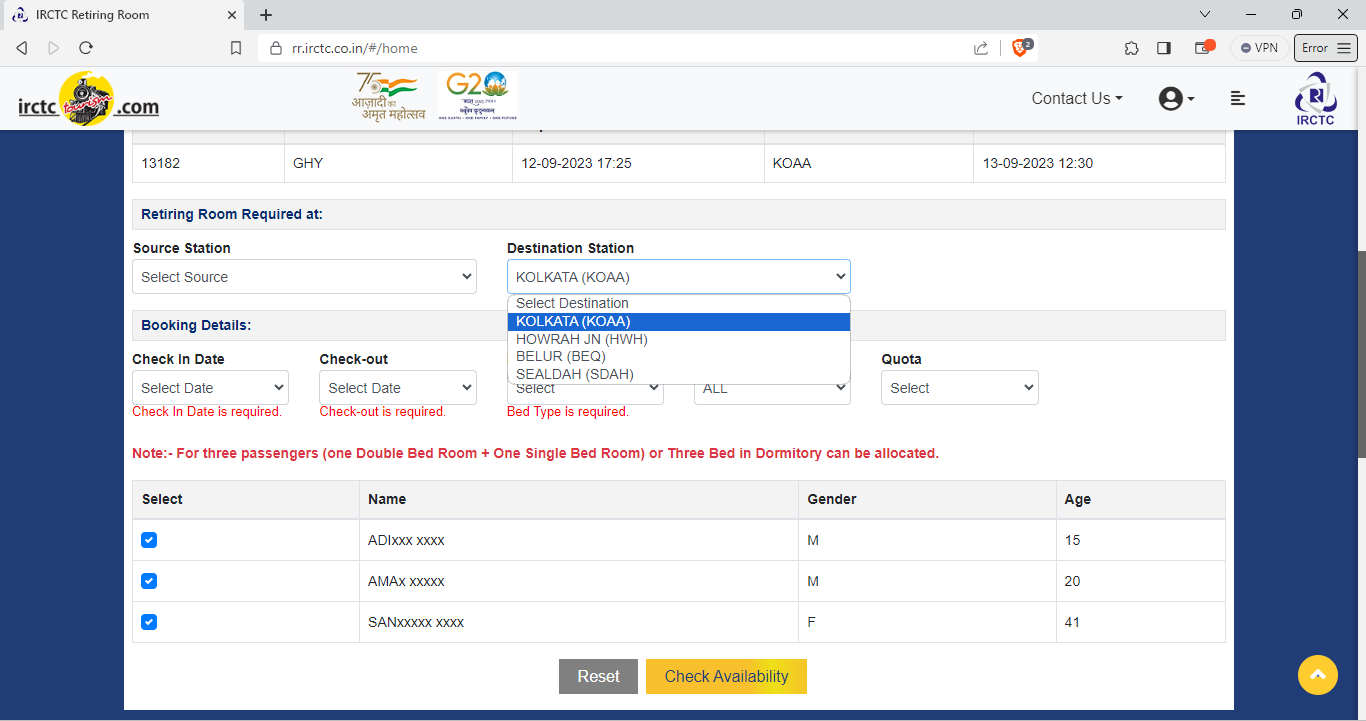 IRCTC Retiring Room
rr.irctc.co.in/#/home
2
VPN
Error
irctc tourism .com
75
आज़ादी का
अमृत महोत्सव
G20
Contact Us
IRCTC
13182 GHY 12-09-2023 17:25 KOAA 13-09-2023 12:30
Retiring Room Required at:
Source Station Destination Station
Select Source KOLKATA (KOAA)
Select Destination
KOLKATA (KOAA)
HOWRAH JN (HWH)
BELUR (BEQ)
SEALDAH (SDAH)
Booking Details:
Check In Date Check-out Quota
Select Date Select Date Select ALL Select
Check In Date is required. Check-out is required. Bed Type is required.
Note:- For three passengers (one Double Bed Room + One Single Bed Room) or Three Bed in Dormitory can be allocated.
Select Name Gender Age
ADIxxx xxxx M 15
AMAx xxxxx M 20
SANxxxxx xxxx F 41
Reset Check Availability